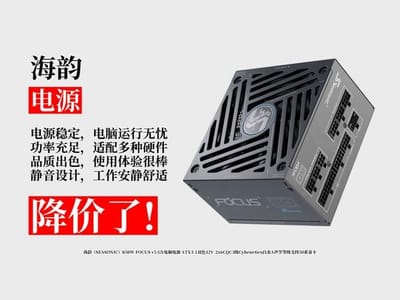 海韵
电源
电源稳定，电脑运行无忧
功率充足，适配多种硬件
品质出色，使用体验很棒
静音设计，工作安静舒适
降价了!
FOCUS